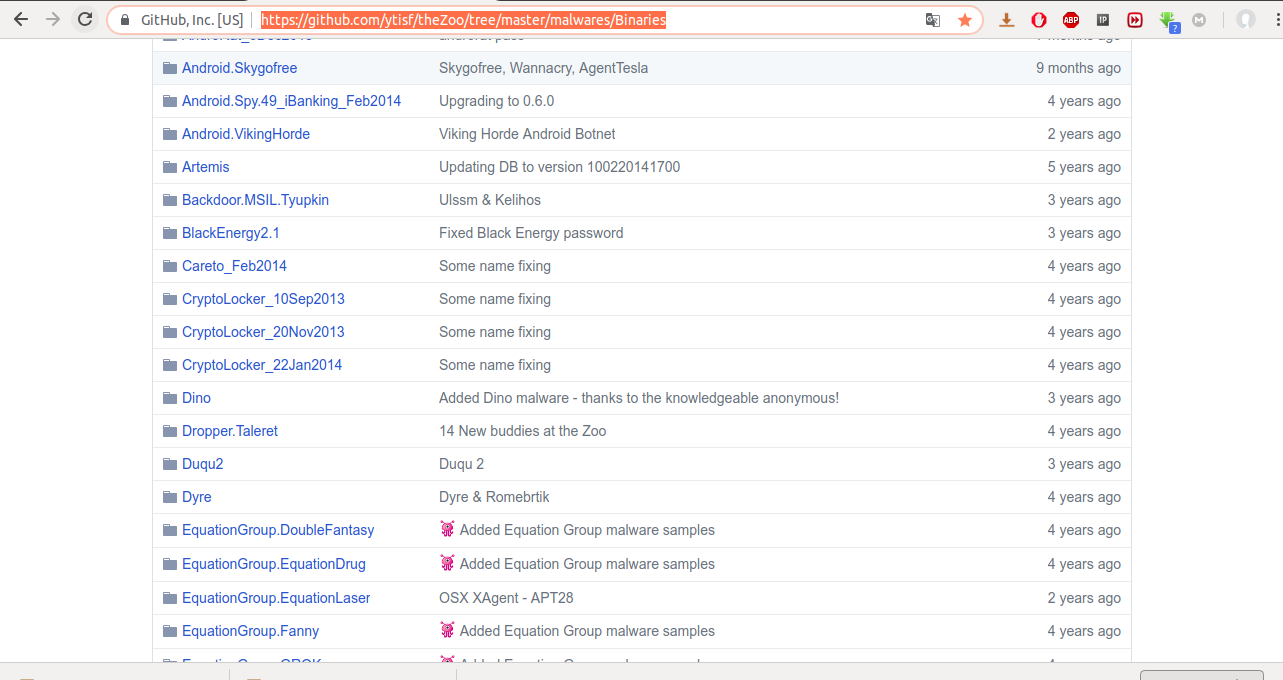 GitHub, Inc. [US] https://github.com/ytisf/theZoo/tree/master/malwares/Binaries ABP IP ? M
Android.Skygofree Skygofree, Wannacry, AgentTesla 9 months ago
Android.Spy.49_iBanking_Feb2014 Upgrading to 0.6.0 4 years ago
Android.VikingHorde Viking Horde Android Botnet 2 years ago
Artemis Updating DB to version 100220141700 5 years ago
Backdoor.MSIL.Tyupkin Ulssm & Kelihos 3 years ago
BlackEnergy2.1 Fixed Black Energy password 3 years ago
Careto_Feb2014 Some name fixing 4 years ago
CryptoLocker_10Sep2013 Some name fixing 4 years ago
CryptoLocker_20Nov2013 Some name fixing 4 years ago
CryptoLocker_22Jan2014 Some name fixing 4 years ago
Dino Added Dino malware - thanks to the knowledgeable anonymous! 3 years ago
Dropper.Taleret 14 New buddies at the Zoo 4 years ago
Duqu2 Duqu 2 3 years ago
Dyre Dyre & Romebrtik 4 years ago
EquationGroup.DoubleFantasy Added Equation Group malware samples 4 years ago
EquationGroup.EquationDrug Added Equation Group malware samples 4 years ago
EquationGroup.EquationLaser OSX XAgent - APT28 2 years ago
EquationGroup.Fanny Added Equation Group malware samples 4 years ago